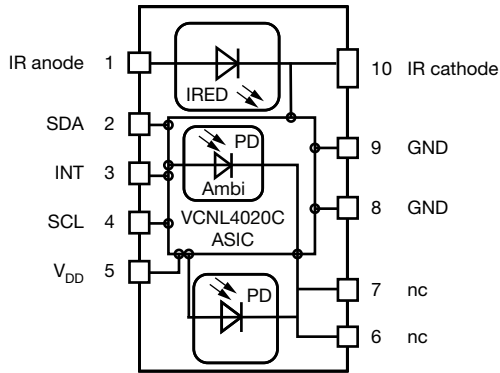 IR anode 1
IRED
10 IR cathode
SDA 2
PD
9 GND
INT 3
Ambi
8 GND
SCL 4
VCNL4020C
ASIC
VDD 5
PD
7 nc
6 nc